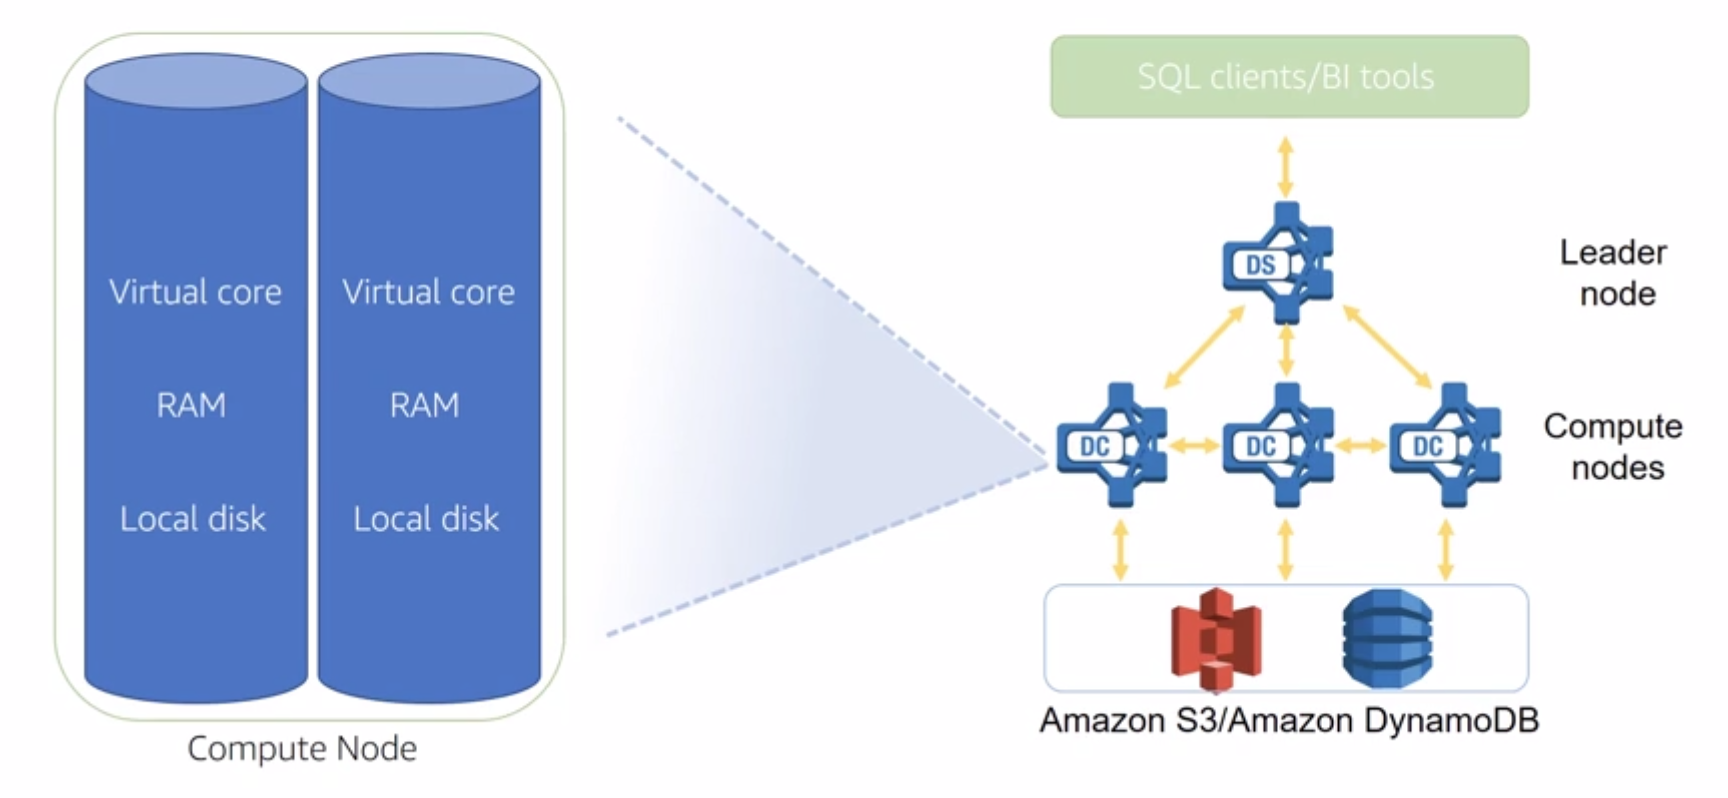 Virtual core
RAM
Local disk
Virtual core
RAM
Local disk
Compute Node
SQL clients/BI tools
DS
Leader
node
DC
DC
DC
Compute
nodes
Amazon S3/Amazon DynamoDB